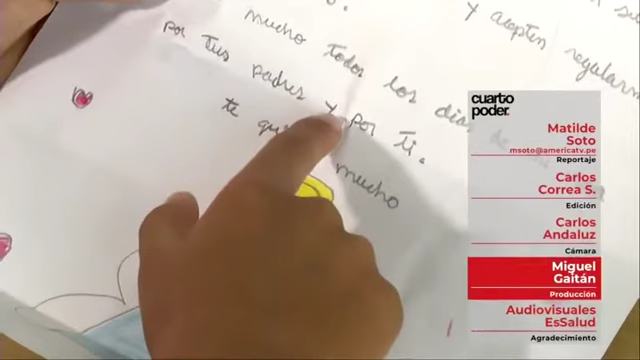 y acepten
mucho todos los dias
por tus padres y por ti.
te mucho
cuarto
poder.
Matilde
Soto
msoto@americatv.pe
Reportaje
Carlos
Correa S.
Edición
Carlos
Andaluz
Cámara
Miguel
Gaitán
Producción
Audiovisuales
EsSalud
Agradecimiento